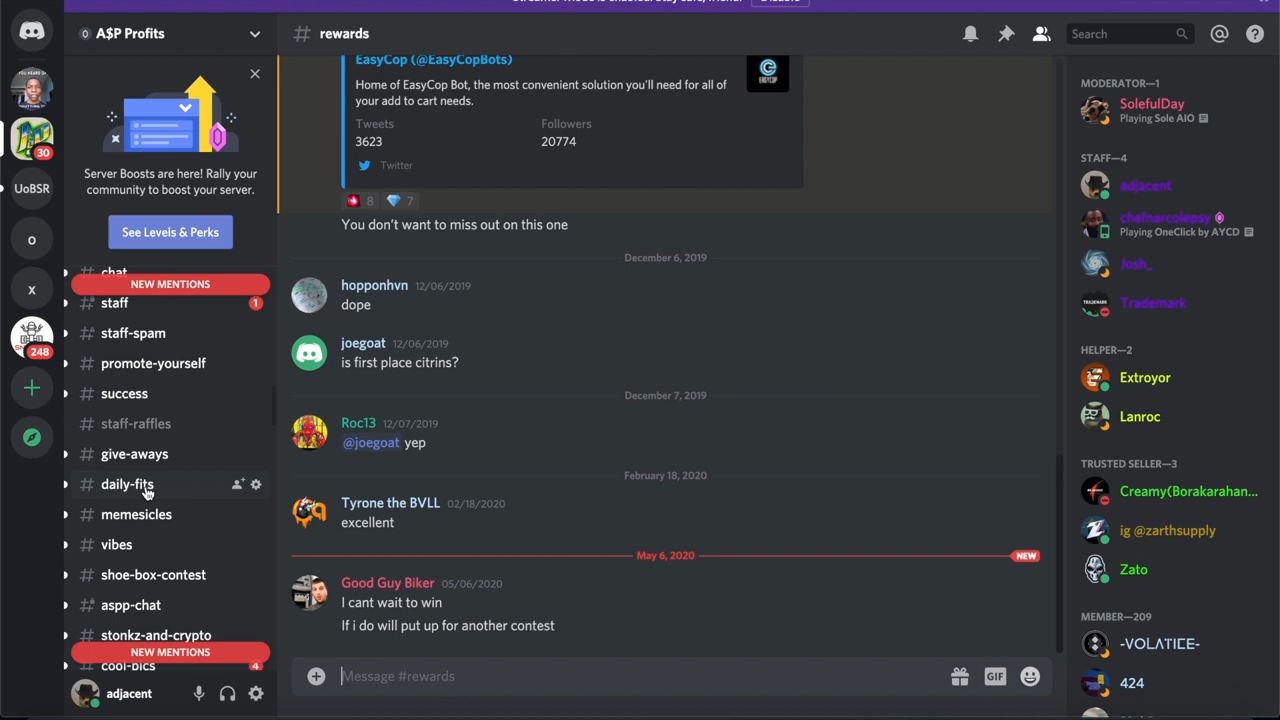 A$P Profits
30
UoBSR
o
x
248
Server Boosts are here! Rally your
community to boost your server.
See Levels & Perks
chat
NEW MENTIONS
staff
1
staff-spam
promote-yourself
success
staff-raffles
give-aways
daily-fits
memesicles
vibes
shoe-box-contest
aspp-chat
stonkz-and-crypto
NEW MENTIONS
cool-pics
4
adjacent
rewards
Search
EasyCop (@EasyCopBots)
Home of EasyCop Bot, the most convenient solution you'll need for all of
your add to cart needs.
Tweets Followers
3623 20774
Twitter
8 7
You don't want to miss out on this one
December 6, 2019
hopponhvn 12/06/2019
dope
joegoat 12/06/2019
is first place citrins?
December 7, 2019
Roc13 12/07/2019
@joegoat yep
February 18, 2020
Tyrone the BVLL 02/18/2020
excellent
May 6, 2020 NEW
Good Guy Biker 05/06/2020
I cant wait to win
If i do will put up for another contest
Message #rewards
GIF
MODERATOR—1
SolefulDay
Playing Sole AIO
STAFF—4
adjacent
chefnarcolepsy
Playing OneClick by AYCD
Josh_
Trademark
HELPER—2
Extroyor
Lanroc
TRUSTED SELLER—3
Creamy(Borakarahan...
ig @zarthsupply
Zato
MEMBER—209
-VOLATICE-
424